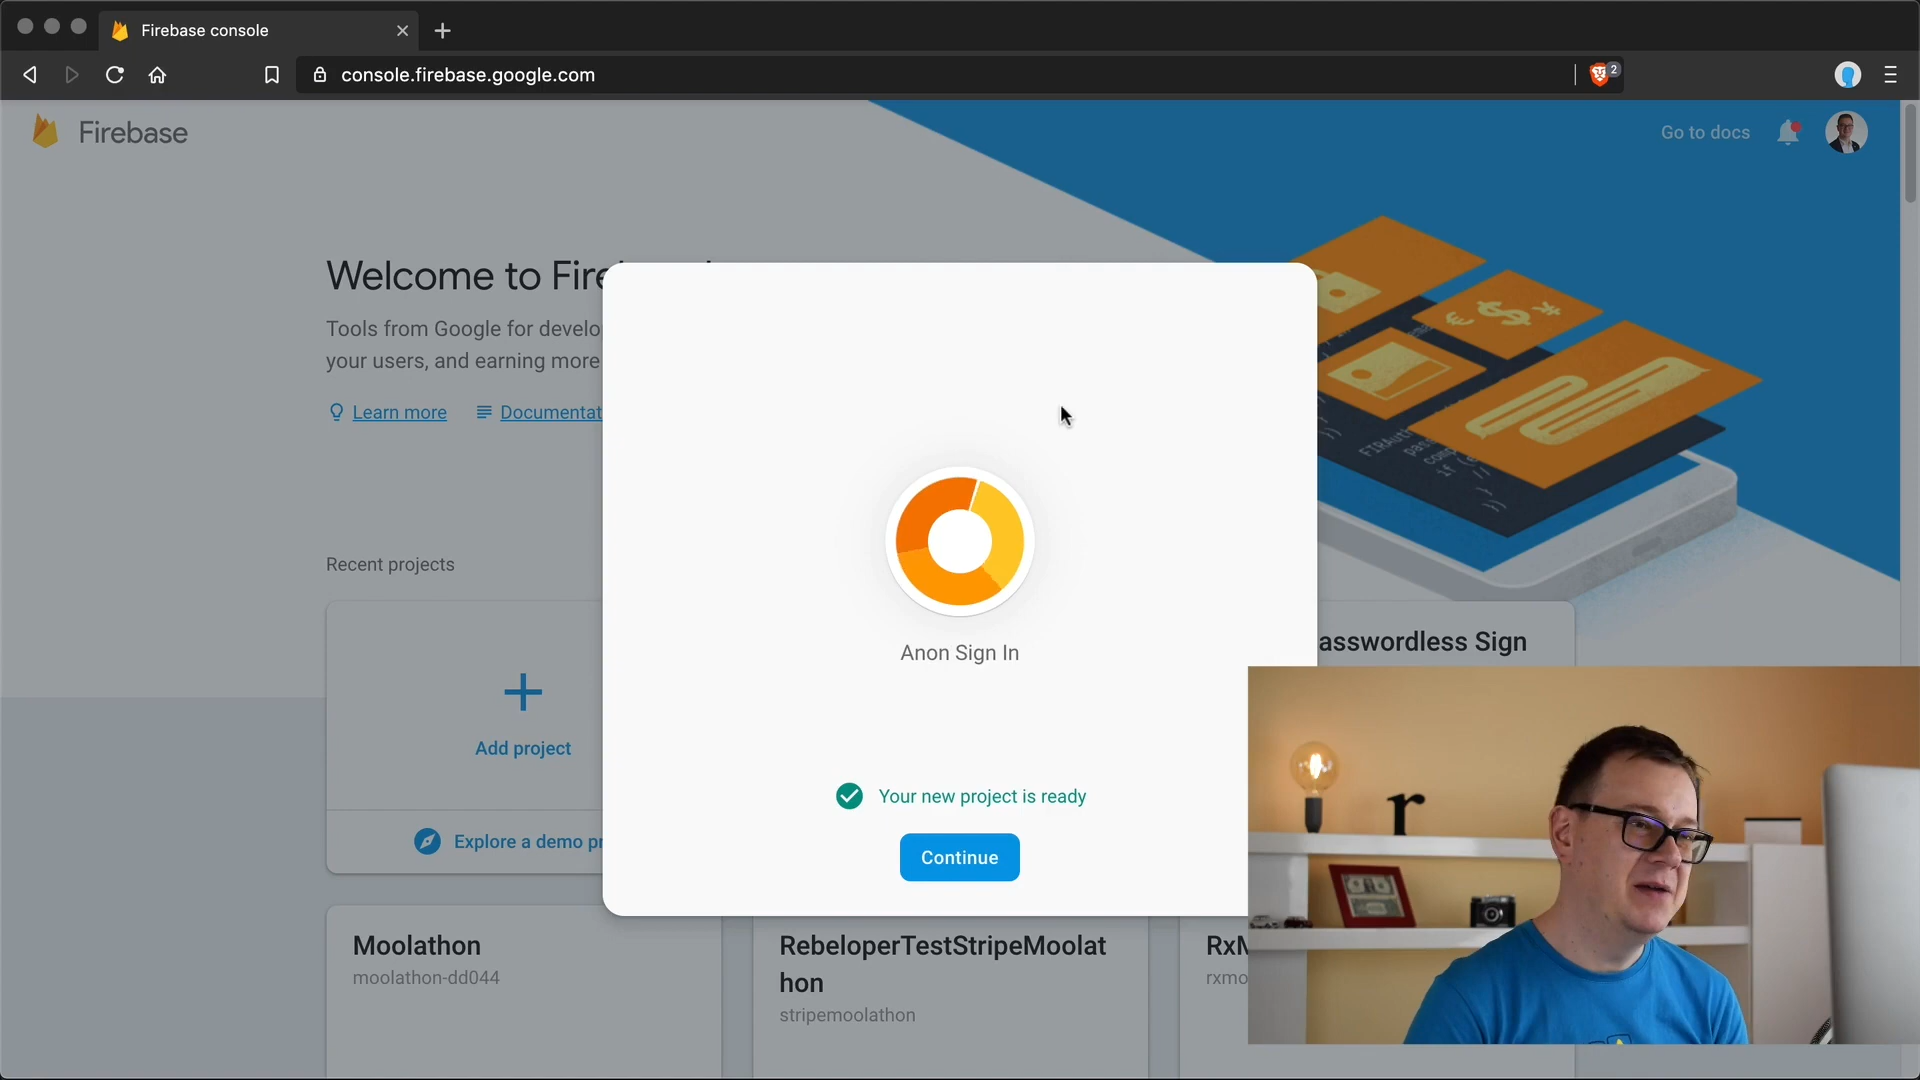 Firebase console
console.firebase.google.com
2
Firebase
Go to docs
Welcome to Fire
Tools from Google for develo
your users, and earning more
Learn more
Documentat
Recent projects
Add project
Explore a demo pr
Anon Sign In
Your new project is ready
Continue
asswordless Sign
Moolathon
moolathon-dd044
RebeloperTestStripeMoolat
hon
stripemoolathon
RxM
rxmo
r